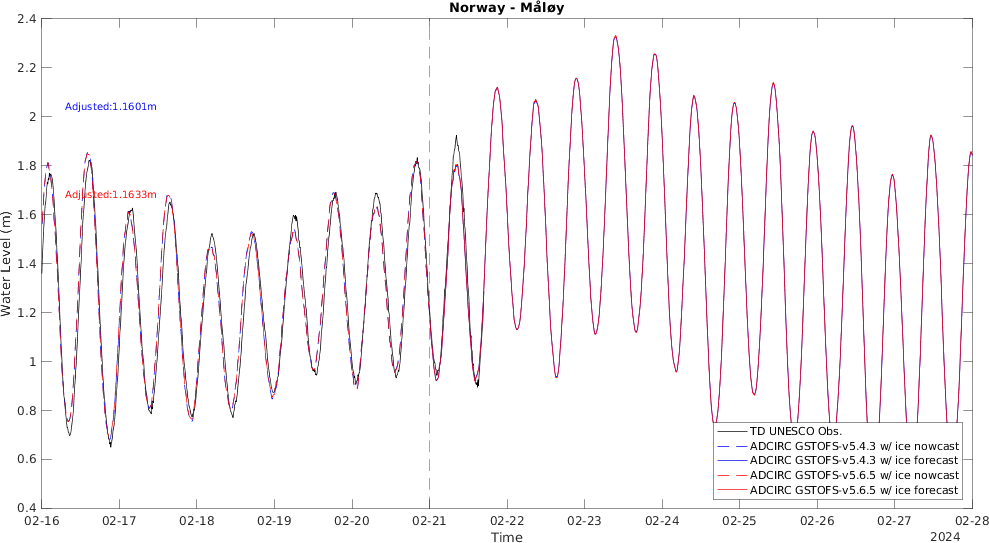 Norway - Måløy
2.4
2.2
2
1.8
1.6
1.4
1.2
1
0.8
0.6
0.4
Water Level (m)
Adjusted:1.1601m
Adjusted:1.1633m
TD UNESCO Obs.
ADCIRC GSTOFS-v5.4.3 w/ ice nowcast
ADCIRC GSTOFS-v5.4.3 w/ ice forecast
ADCIRC GSTOFS-v5.6.5 w/ ice nowcast
ADCIRC GSTOFS-v5.6.5 w/ ice forecast
02-16 02-17 02-18 02-19 02-20 02-21 02-22 02-23 02-24 02-25 02-26 02-27 02-28
Time
2024